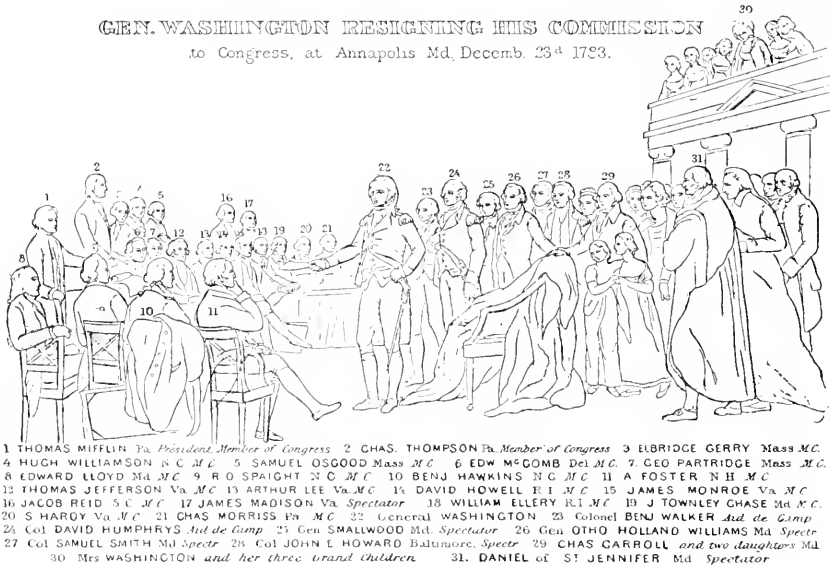 GEN. WASHINGTON RESIGNING HIS COMMISSION
to Congress, at Annapolis Md, Decemb. 23d 1783.
1 THOMAS MIFFLIN Pa President, Member of Congress 2 CHAS. THOMPSON Pa. Member of Congress 3 ELBRIDGE GERRY Mass M.C.
4 HUGH WILLIAMSON N C M C 5 SAMUEL OSGOOD Mass M C 6 EDW McCOMB Del M C. 7. GEO PARTRIDGE Mass M.C.
8 EDWARD LLOYD Md M C 9 R D SPAIGHT N C M C 10 BENJ HAWKINS N C M C 11 A FOSTER N H M C
12 THOMAS JEFFERSON Va M C 13 ARTHUR LEE Va M C 14 DAVID HOWELL R I M C 15 JAMES MONROE Va M C
16 JACOB REID S C M C 17 JAMES MADISON Va Spectator 18 WILLIAM ELLERY R.I M C 19 J TOWNLEY CHASE Md M.C.
20 S HARDY Va M C 21 CHAS MORRISS Pa M C 22 General WASHINGTON 23 Colonel BENJ WALKER Aid de Camp
24 Col DAVID HUMPHRYS Aid de Camp 25 Gen SMALLWOOD Md. Spectator 26 Gen OTHO HOLLAND WILLIAMS Md Spectr
27 Col SAMUEL SMITH Md Spectr 28 Col JOHN E HOWARD Baltimore, Spectr 29 CHAS CARROLL and two daughters Md
30 Mrs WASHINGTON and her three Grand Children 31. DANIEL of ST JENNIFER Md Spectator